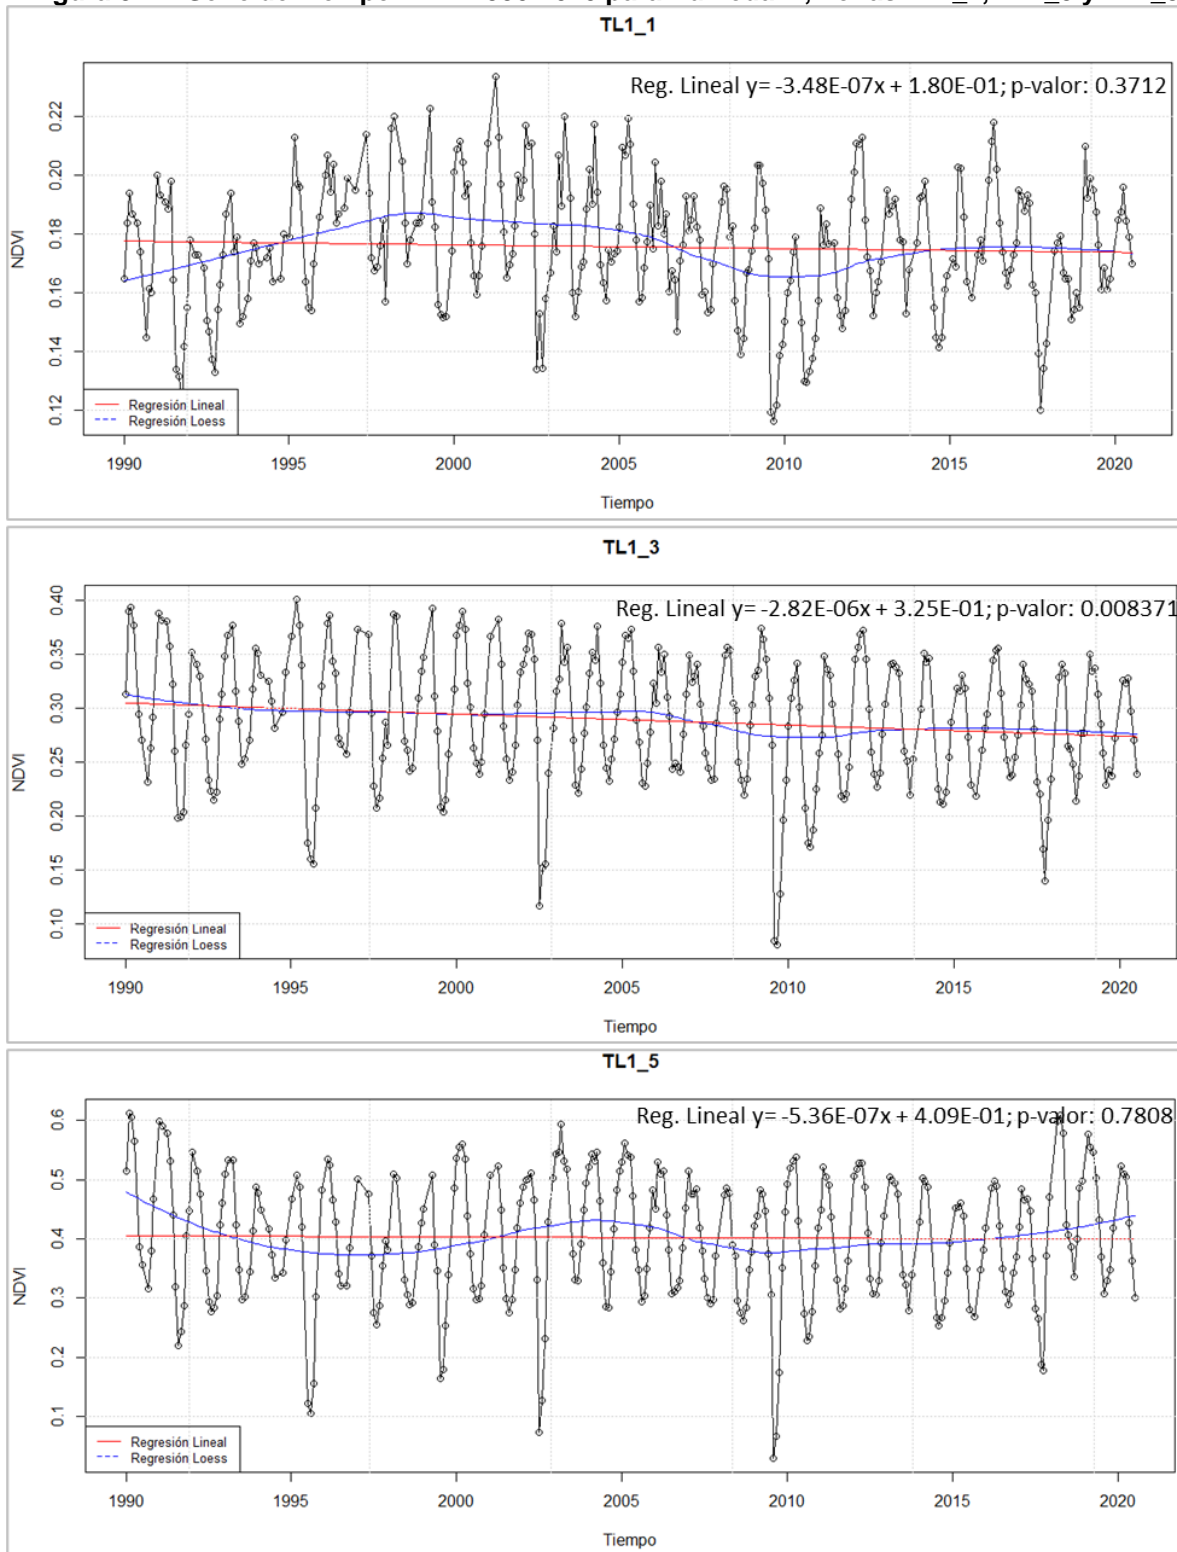 TL1_1
Reg. Lineal y= -3.48E-07x + 1.80E-01; p-valor: 0.3712
NDVI
0.22
0.20
0.18
0.16
0.14
0.12
Regresión Lineal
Regresión Loess
1990 1995 2000 2005 2010 2015 2020
Tiempo
TL1_3
Reg. Lineal y= -2.82E-06x + 3.25E-01; p-valor: 0.008371
NDVI
0.40
0.35
0.30
0.25
0.20
0.15
0.10
Regresión Lineal
Regresión Loess
1990 1995 2000 2005 2010 2015 2020
Tiempo
TL1_5
Reg. Lineal y= -5.36E-07x + 4.09E-01; p-valor: 0.7808
NDVI
0.6
0.5
0.4
0.3
0.2
0.1
Regresión Lineal
Regresión Loess
1990 1995 2000 2005 2010 2015 2020
Tiempo